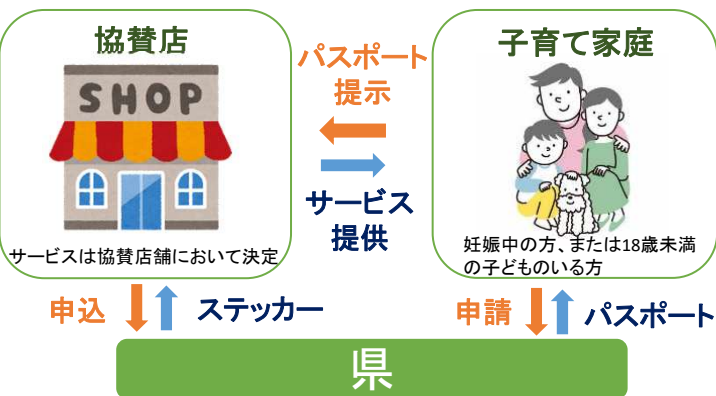 協賛店
SHOP
サービスは協賛店舗において決定
パスポート
提示
サービス
提供
子育て家庭
妊娠中の方、または18歳未満
の子どものいる方
申込
ステッカー
申請
パスポート
県